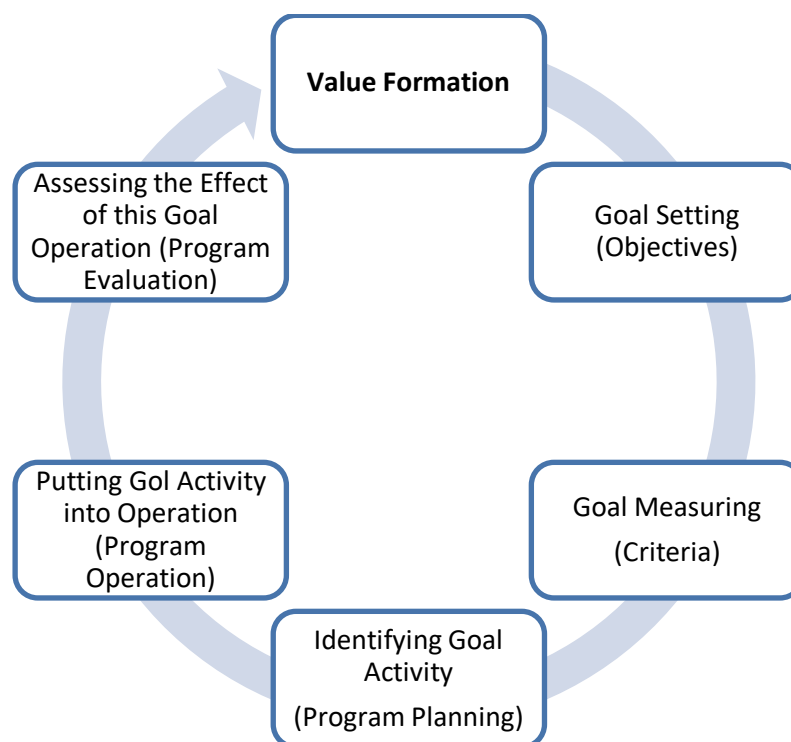 Value Formation
Goal Setting
(Objectives)
Goal Measuring
(Criteria)
Identifying Goal
Activity
(Program Planning)
Putting Gol Activity
into Operation
(Program
Operation)
Assessing the Effect
of this Goal
Operation (Program
Evaluation)